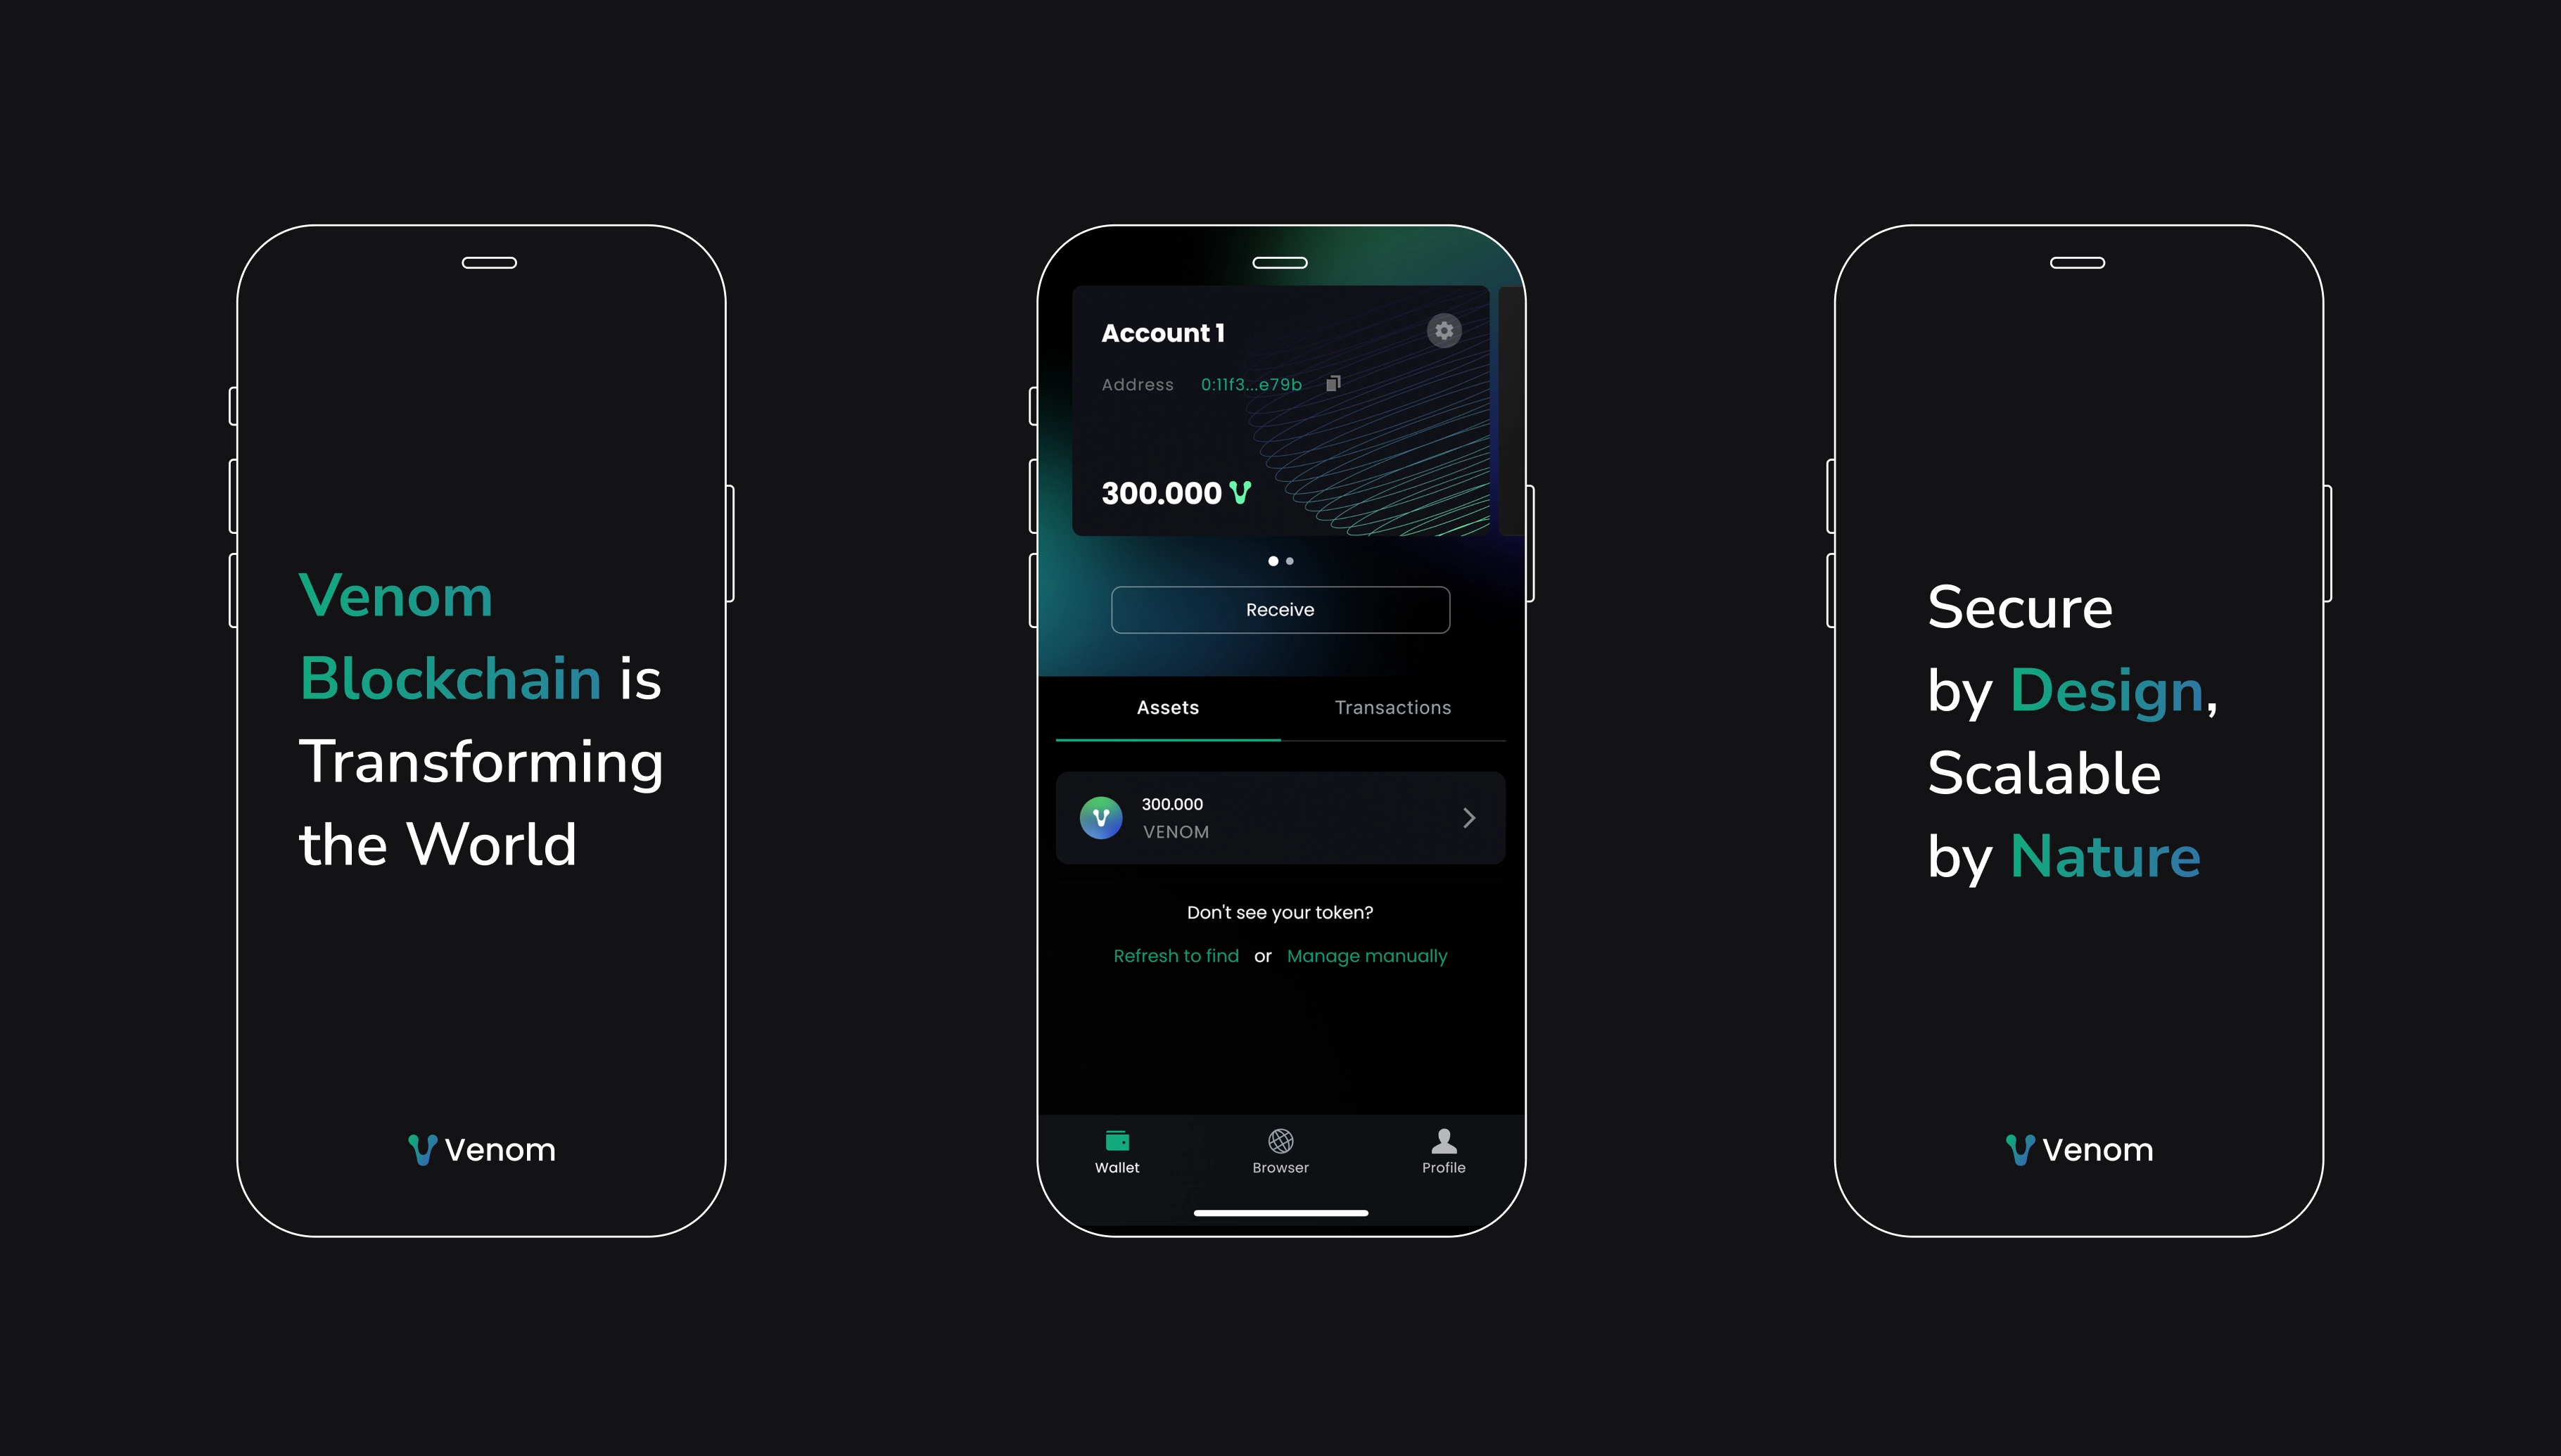 Venom
Blockchain is
Transforming
the World
Venom
Account 1
Address 0:11f3...e79b
300.000
Receive
Assets Transactions
300.000
VENOM
Don't see your token?
Refresh to find or Manage manually
Wallet Browser Profile
Secure
by Design,
Scalable
by Nature
Venom